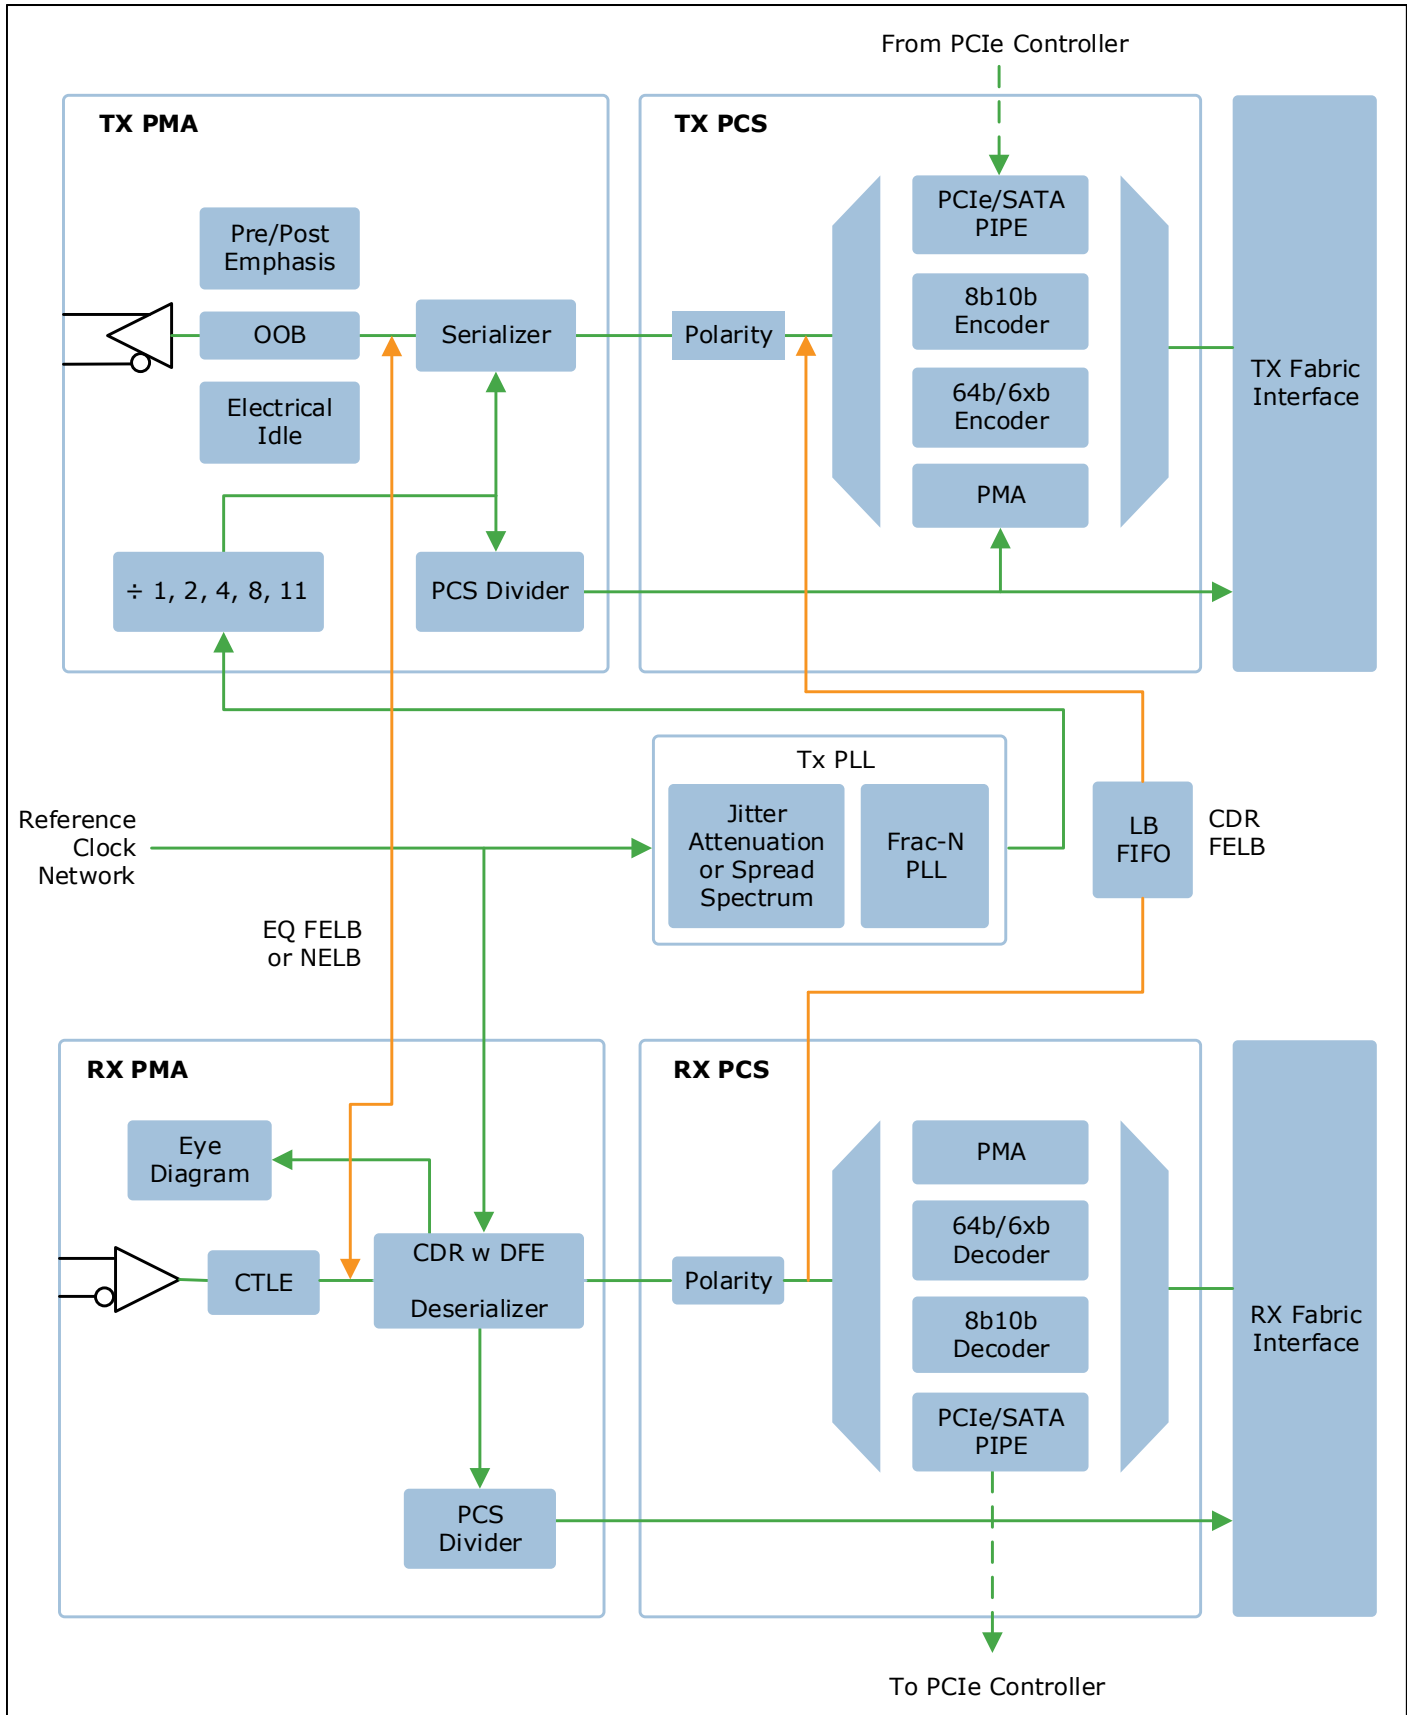 From PCIe Controller
TX PMA
TX PCS
PCIe/SATA
PIPE
Pre/Post
Emphasis
8b10b
Encoder
OOB
Serializer
Polarity
TX Fabric
Interface
Electrical
Idle
64b/6xb
Encoder
PMA
÷ 1, 2, 4, 8, 11
PCS Divider
Tx PLL
Reference
Clock
Network
Jitter
Attenuation
or Spread
Spectrum
Frac-N
PLL
LB
FIFO
CDR
FELB
EQ FELB
or NELB
RX PMA
RX PCS
Eye
Diagram
PMA
64b/6xb
Decoder
CTLE
CDR w DFE
Deserializer
Polarity
8b10b
Decoder
RX Fabric
Interface
PCIe/SATA
PIPE
PCS
Divider
To PCIe Controller